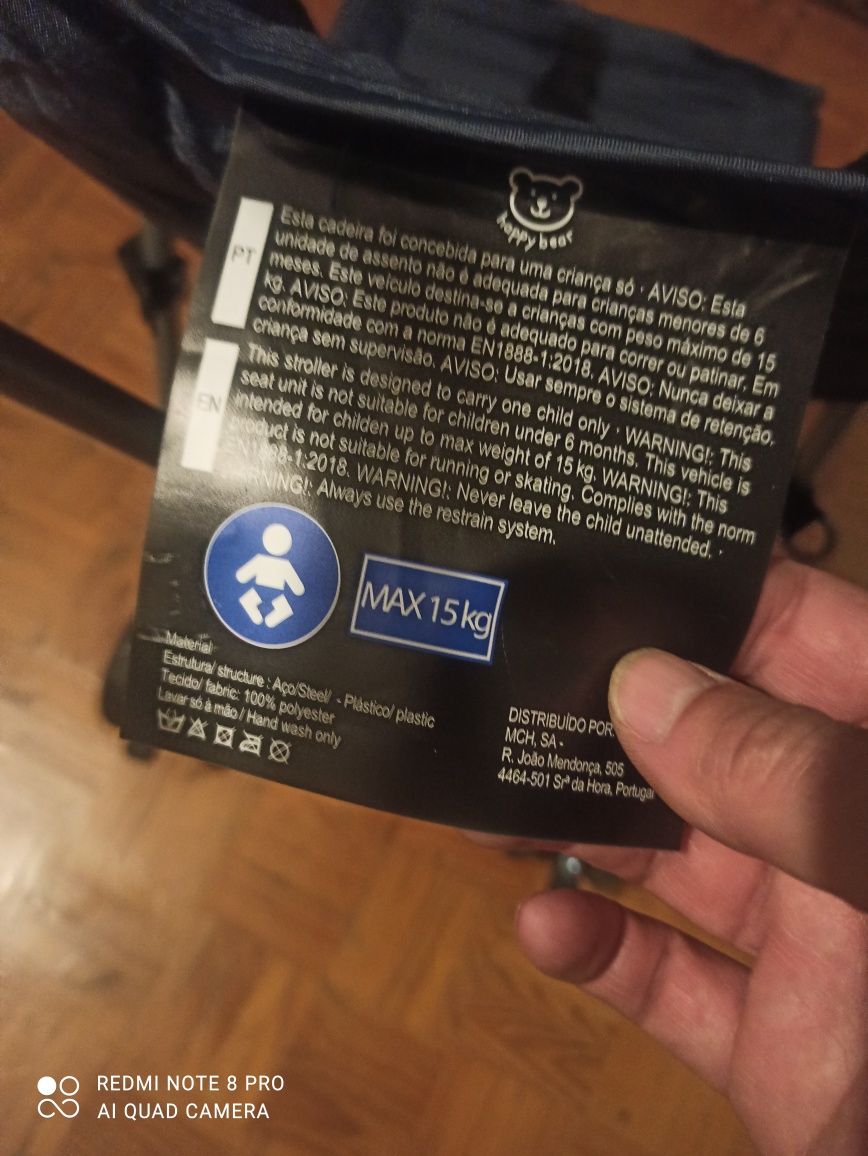 happy bear
PT
Esta cadeira foi concebida para uma criança só · AVISO: Esta
unidade de assento não é adequada para crianças menores de 6
meses. Este veículo destina-se a crianças com peso máximo de 15
kg. AVISO: Este produto não é adequado para correr ou patinar. Em
conformidade com a norma EN1888-1:2018. AVISO: Nunca deixar a
criança sem supervisão. AVISO: Usar sempre o sistema de retenção.
EN
This stroller is designed to carry one child only · WARNING!: This
seat unit is not suitable for children under 6 months. This vehicle is
intended for childen up to max weight of 15 kg. WARNING!: This
product is not suitable for running or skating. Complies with the norm
-1:2018. WARNING!: Never leave the child unattended. ·
Always use the restrain system.
MAX 15 kg
Material
Estrutura/ structure : Aço/Steel/ - Plástico/ plastic
Tecido/ fabric: 100% polyester
Lavar só à mão / Hand wash only
DISTRIBUÍDO POR:
MCH, SA -
R. João Mendonça, 505
4464-501 Srª da Hora, Portugal
REDMI NOTE 8 PRO
AI QUAD CAMERA